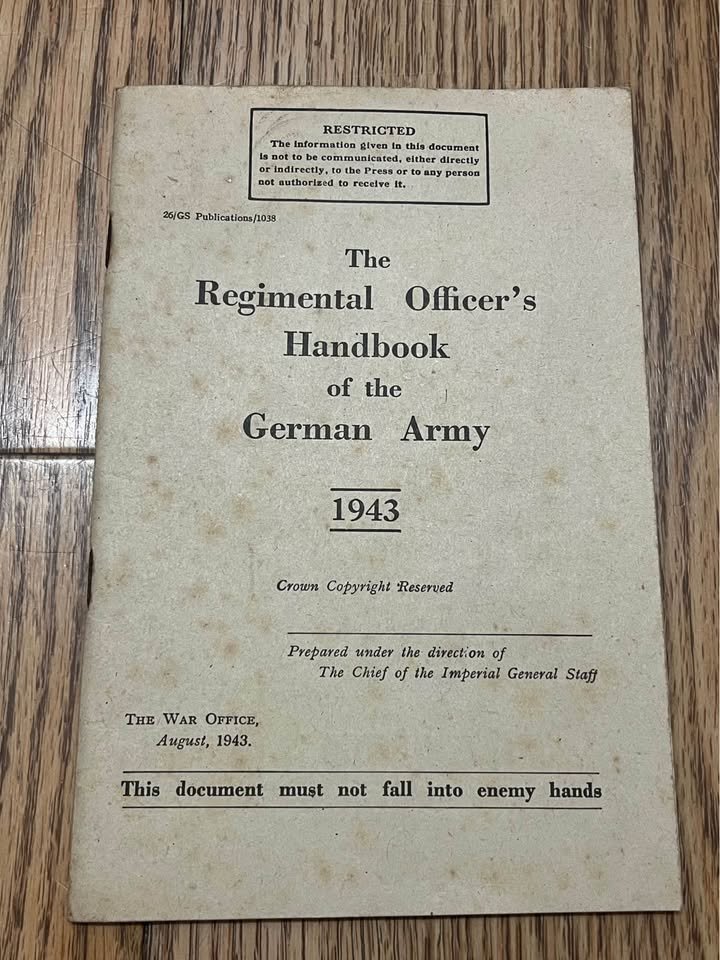 RESTRICTED
The information given in this document
is not to be communicated, either directly
or indirectly, to the Press or to any person
not authorized to receive it.
26/GS Publications/1038
The
Regimental Officer's
Handbook
of the
German Army
1943
Crown Copyright Reserved
Prepared under the direction of
The Chief of the Imperial General Staff
THE WAR OFFICE,
August, 1943.
This document must not fall into enemy hands